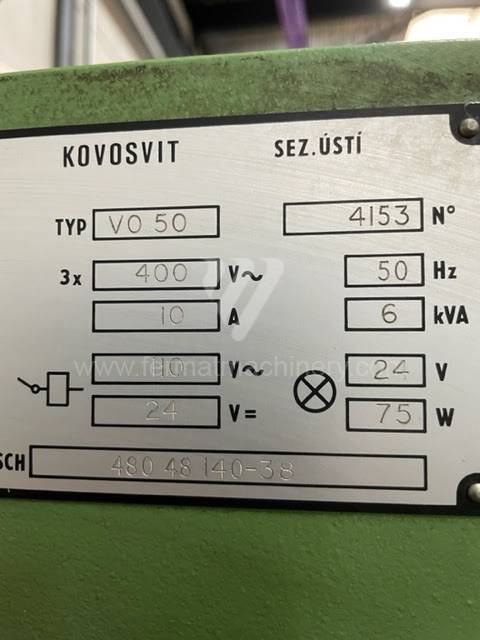 KOVOSVIT SEZ.ÚSTÍ
TYP VO 50 4153 N°
3x 400 V~ 50 Hz
10 A 6 kVA
V~ 24 V
24 V= 75 W
SCH 480 48 140-38